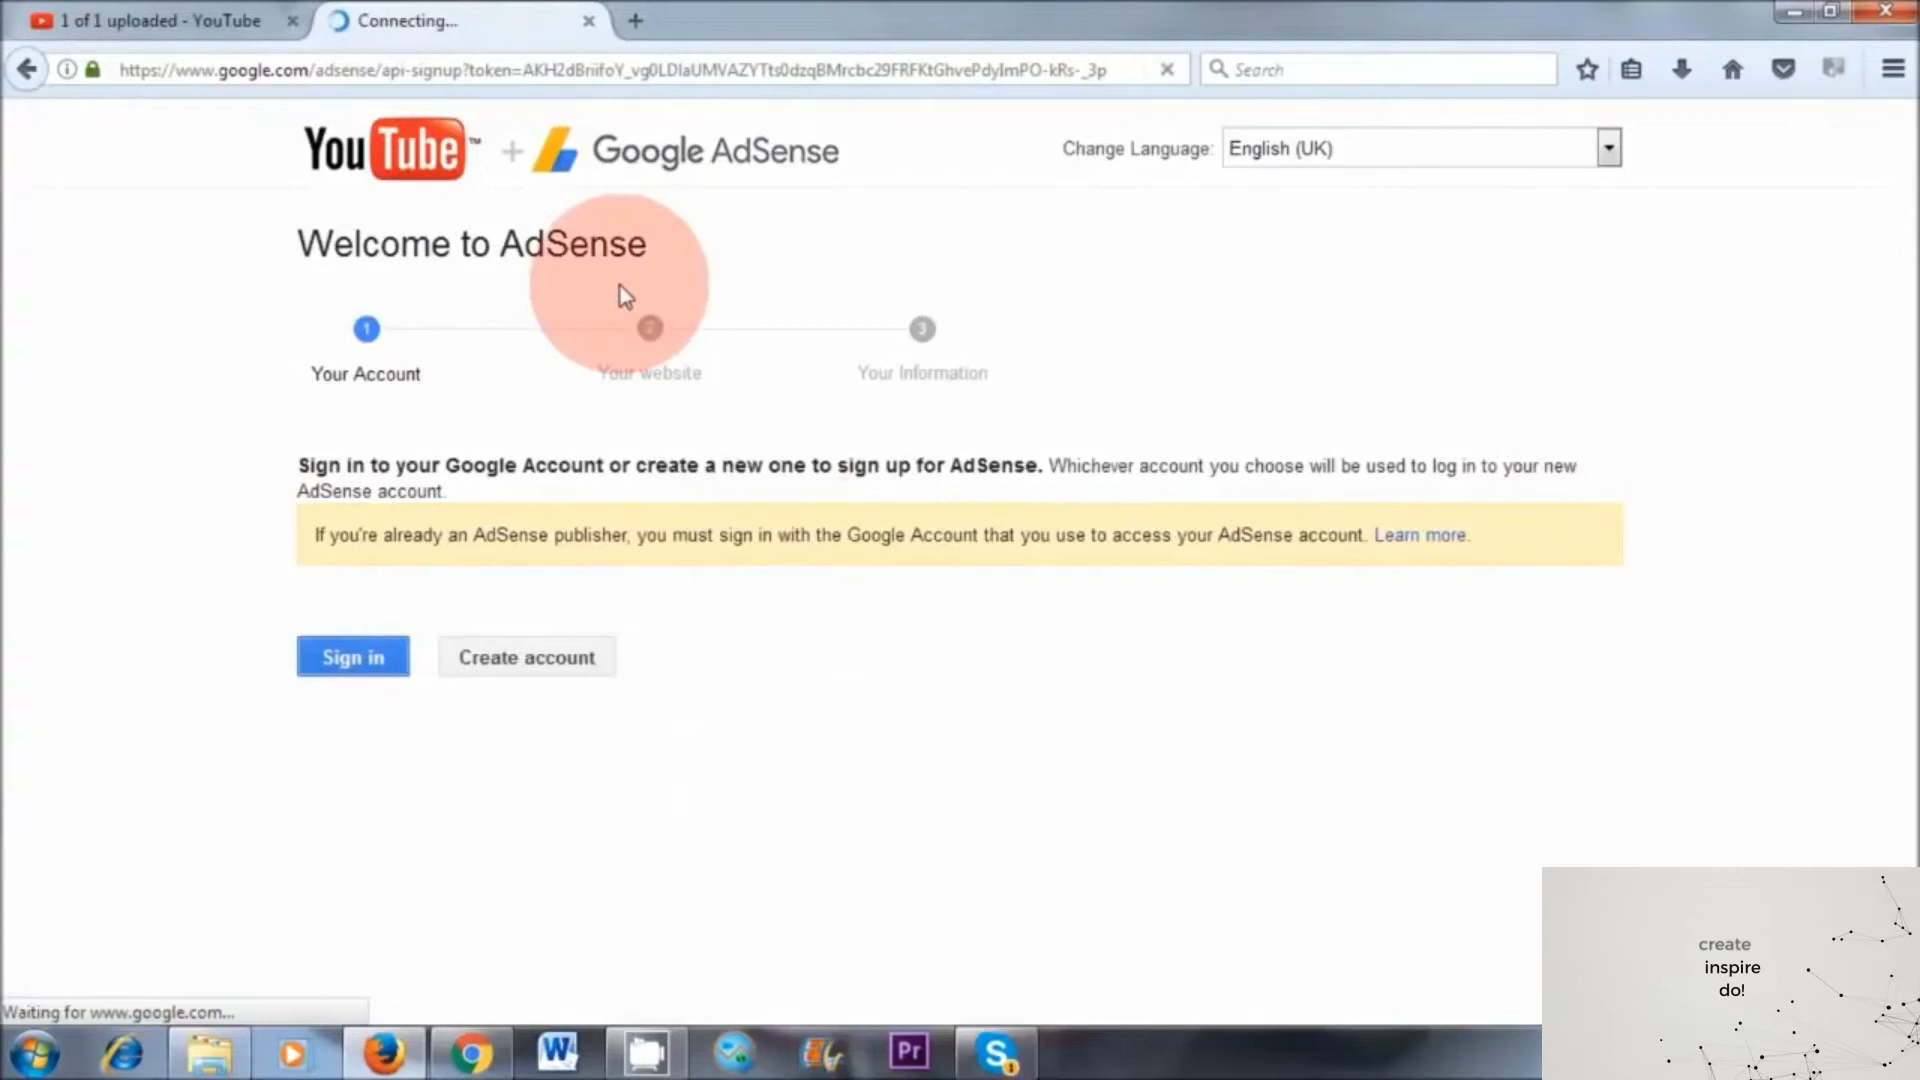 1 of 1 uploaded - YouTube
Connecting...
https://www.google.com/adsense/api-signup?token=AKH2dBriifoY_vg0LDIaUMVAZYTts0dzqBMrcbc29FRFKtGhvePdyImPO-kRs-_3p
Search
YouTube™ + Google AdSense
Change Language: English (UK)
Welcome to AdSense
1
2
3
Your Account
Your website
Your Information
Sign in to your Google Account or create a new one to sign up for AdSense. Whichever account you choose will be used to log in to your new
AdSense account.
If you're already an AdSense publisher, you must sign in with the Google Account that you use to access your AdSense account. Learn more.
Sign in
Create account
create
inspire
do!
Waiting for www.google.com...
W
Pr
S